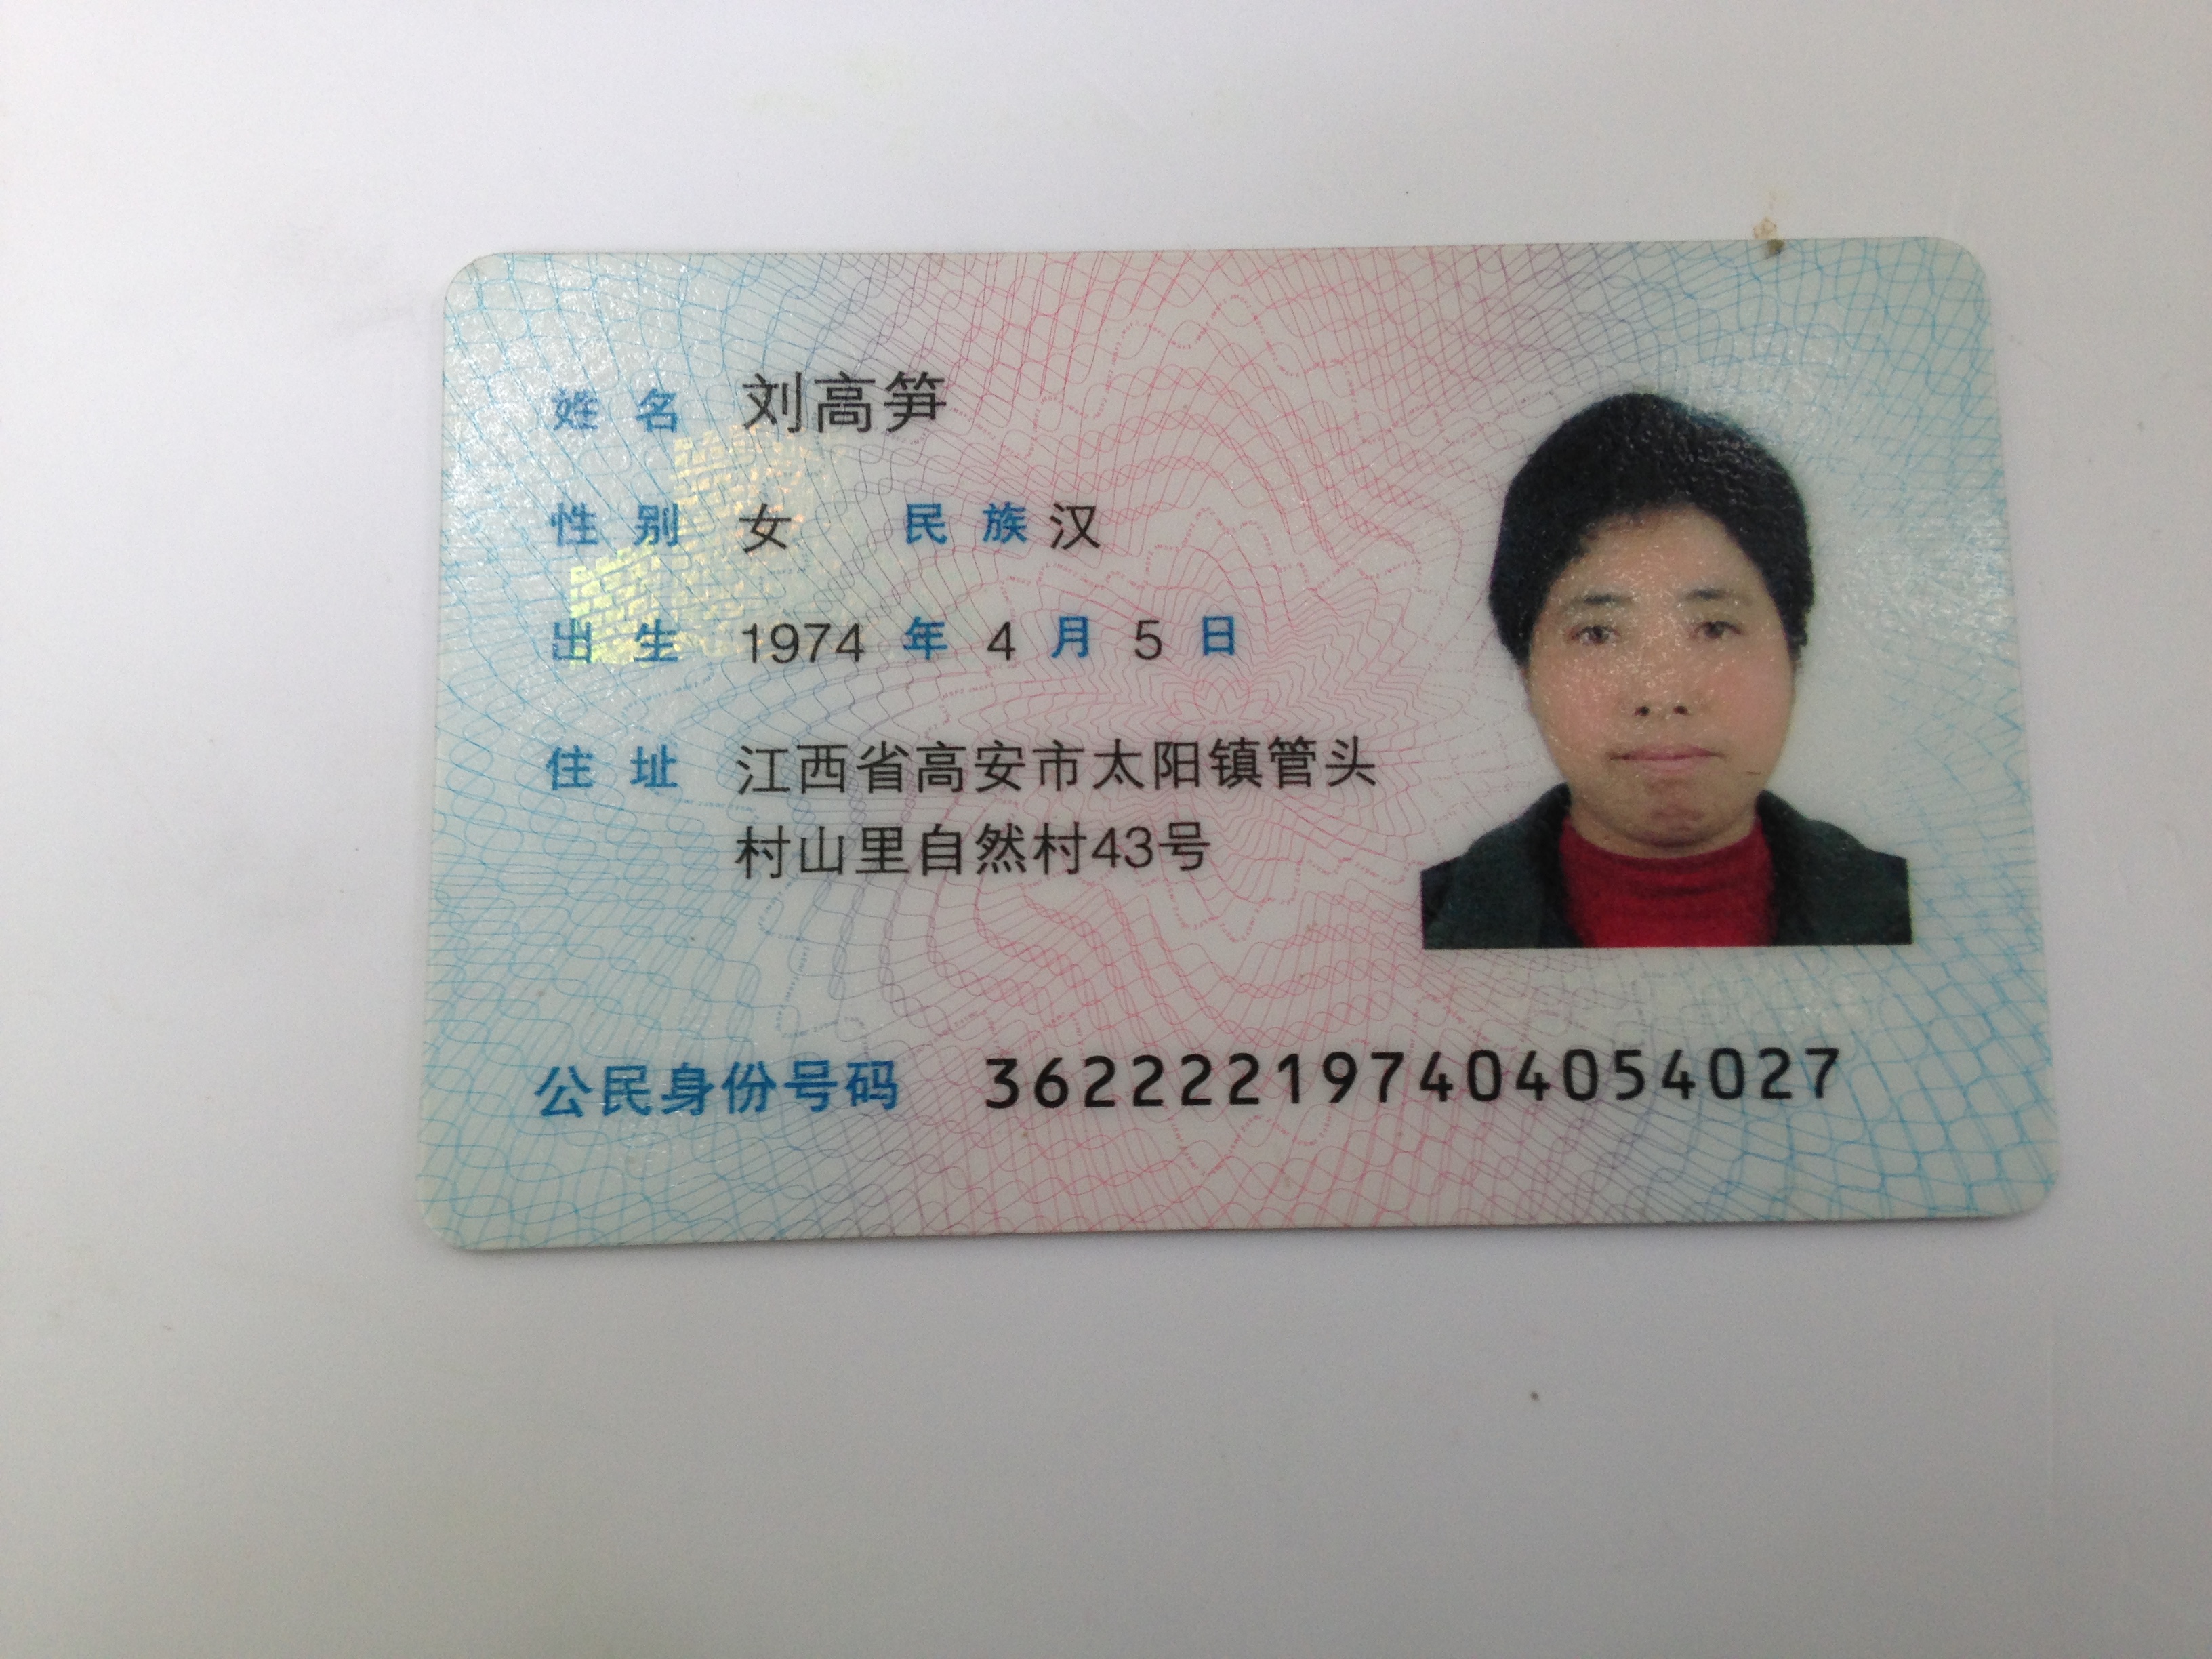 姓名 刘高笋
性别 女 民族 汉
出生 1974 年 4 月 5 日
住址 江西省高安市太阳镇管头
村山里自然村43号
公民身份号码 362222197404054027